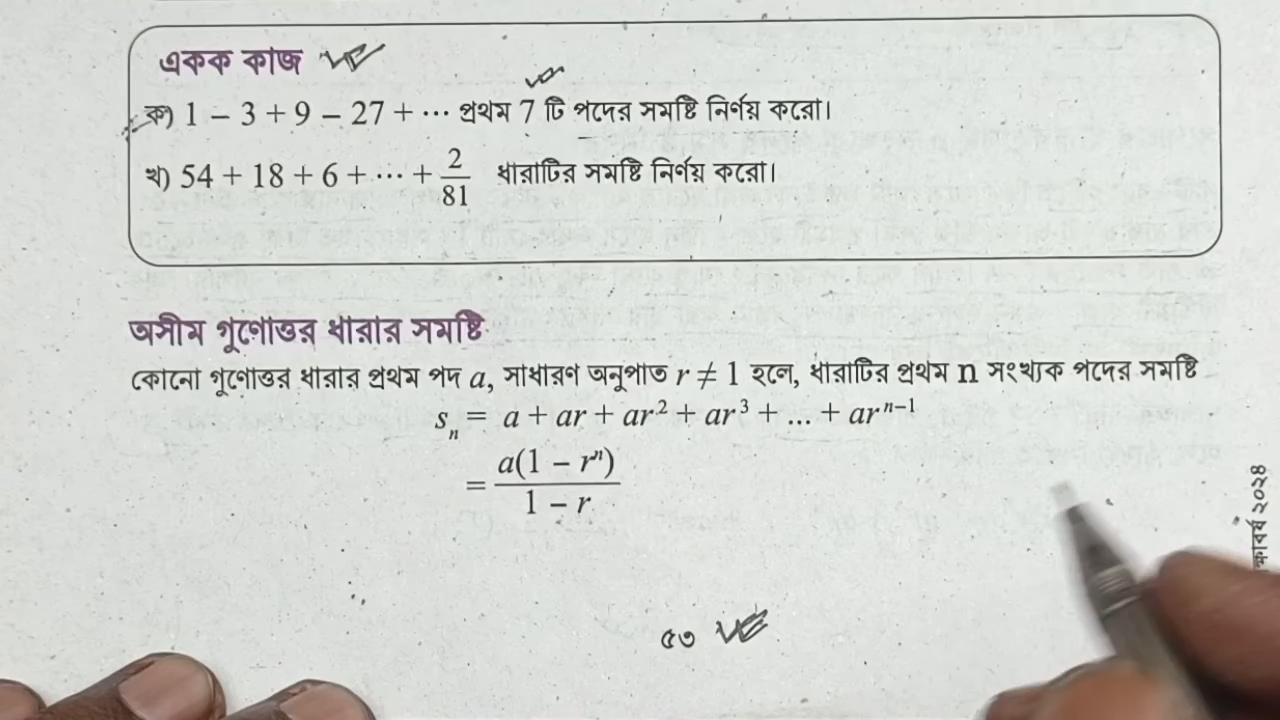 একক কাজ
ক) 1 – 3 + 9 – 27 + ··· প্রথম 7 টি পদের সমষ্টি নির্ণয় করো।
খ) 54 + 18 + 6 + ··· + 2/81 ধারাটির সমষ্টি নির্ণয় করো।
অসীম গুণোত্তর ধারার সমষ্টি
কোনো গুণোত্তর ধারার প্রথম পদ a, সাধারণ অনুপাত r ≠ 1 হলে, ধারাটির প্রথম n সংখ্যক পদের সমষ্টি
sₙ = a + ar + ar² + ar³ + ... + arⁿ⁻¹
= a(1 – rⁿ)/1 – r
৫৩
২০২৪